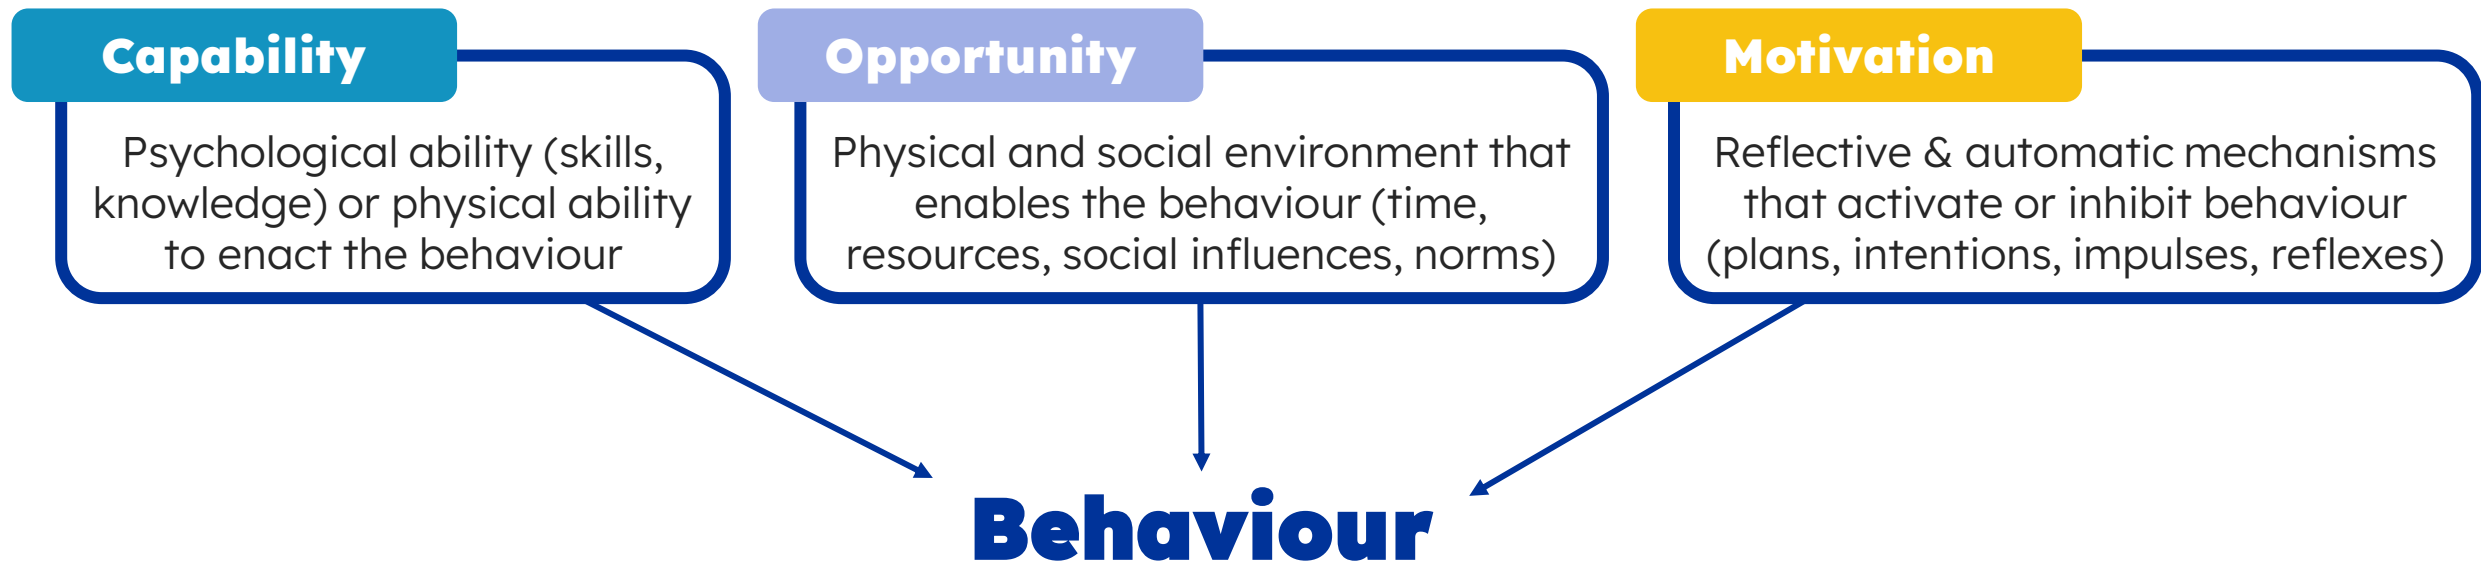 Capability
Psychological ability (skills,
knowledge) or physical ability
to enact the behaviour
Opportunity
Physical and social environment that
enables the behaviour (time,
resources, social influences, norms)
Motivation
Reflective & automatic mechanisms
that activate or inhibit behaviour
(plans, intentions, impulses, reflexes)
Behaviour